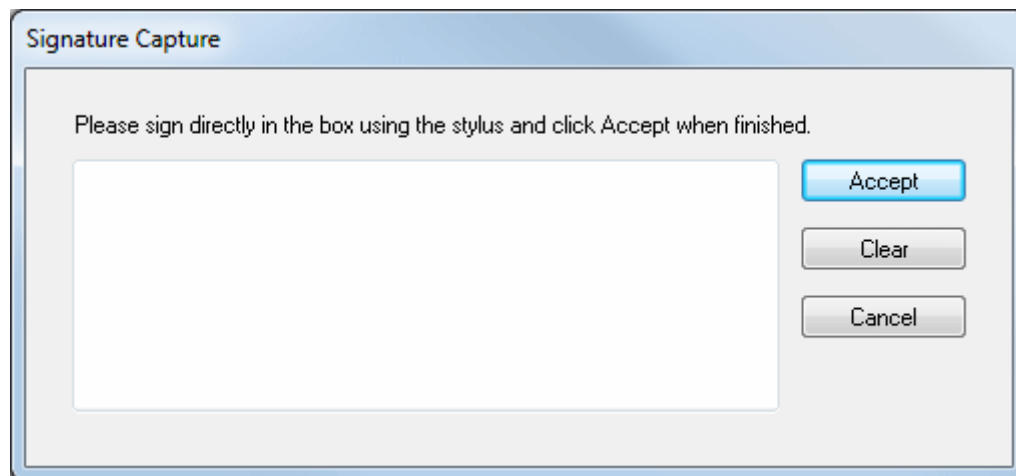 Signature Capture
Please sign directly in the box using the stylus and click Accept when finished.
Accept
Clear
Cancel